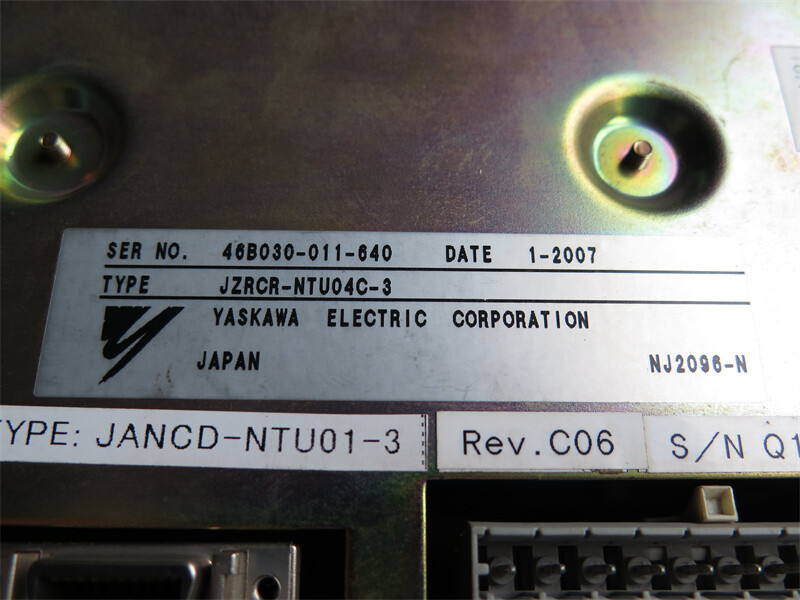 SER NO. 46B030-011-640 DATE 1-2007
TYPE JZRCR-NTU04C-3
YASKAWA ELECTRIC CORPORATION
JAPAN NJ2096-N
TYPE: JANCD-NTU01-3 Rev.C06 S/N Q1